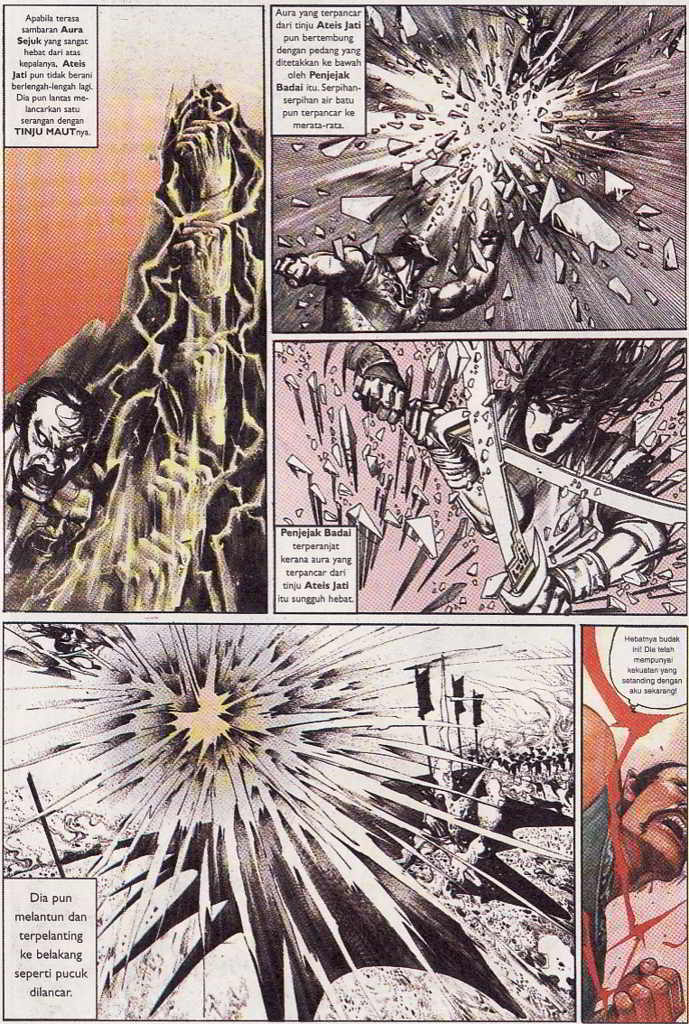 Apabila terasa
sambaran Aura
Sejuk yang sangat
hebat dari atas
kepalanya, Ateis
Jati pun tidak berani
berlengah-lengah lagi.
Dia pun lantas me-
lancarkan satu
serangan dengan
TINJU MAUTnya.
Aura yang terpancar
dari tinju Ateis Jati
pun bertembung
dengan pedang yang
ditetakkan ke bawah
oleh Penjejak
Badai itu. Serpihan-
serpihan air batu
pun terpancar ke
merata-rata.
Penjejak Badai
terperanjat
kerana aura yang
terpancar dari
tinju Ateis Jati
itu sungguh hebat.
Dia pun
melantun dan
terpelanting
ke belakang
seperti pucuk
dilancar.
Hebatnya budak
ini! Dia telah
mempunyai
kekuatan yang
setanding dengan
aku sekarang!